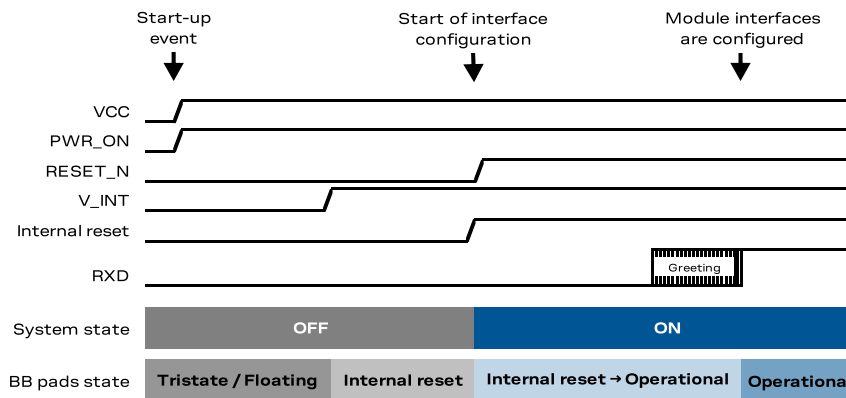 Start-up
event
Start of interface
configuration
Module interfaces
are configured
VCC
PWR_ON
RESET_N
V_INT
Internal reset
RXD
Greeting
System state
OFF
ON
BB pads state
Tristate / Floating
Internal reset
Internal reset → Operational
Operationa